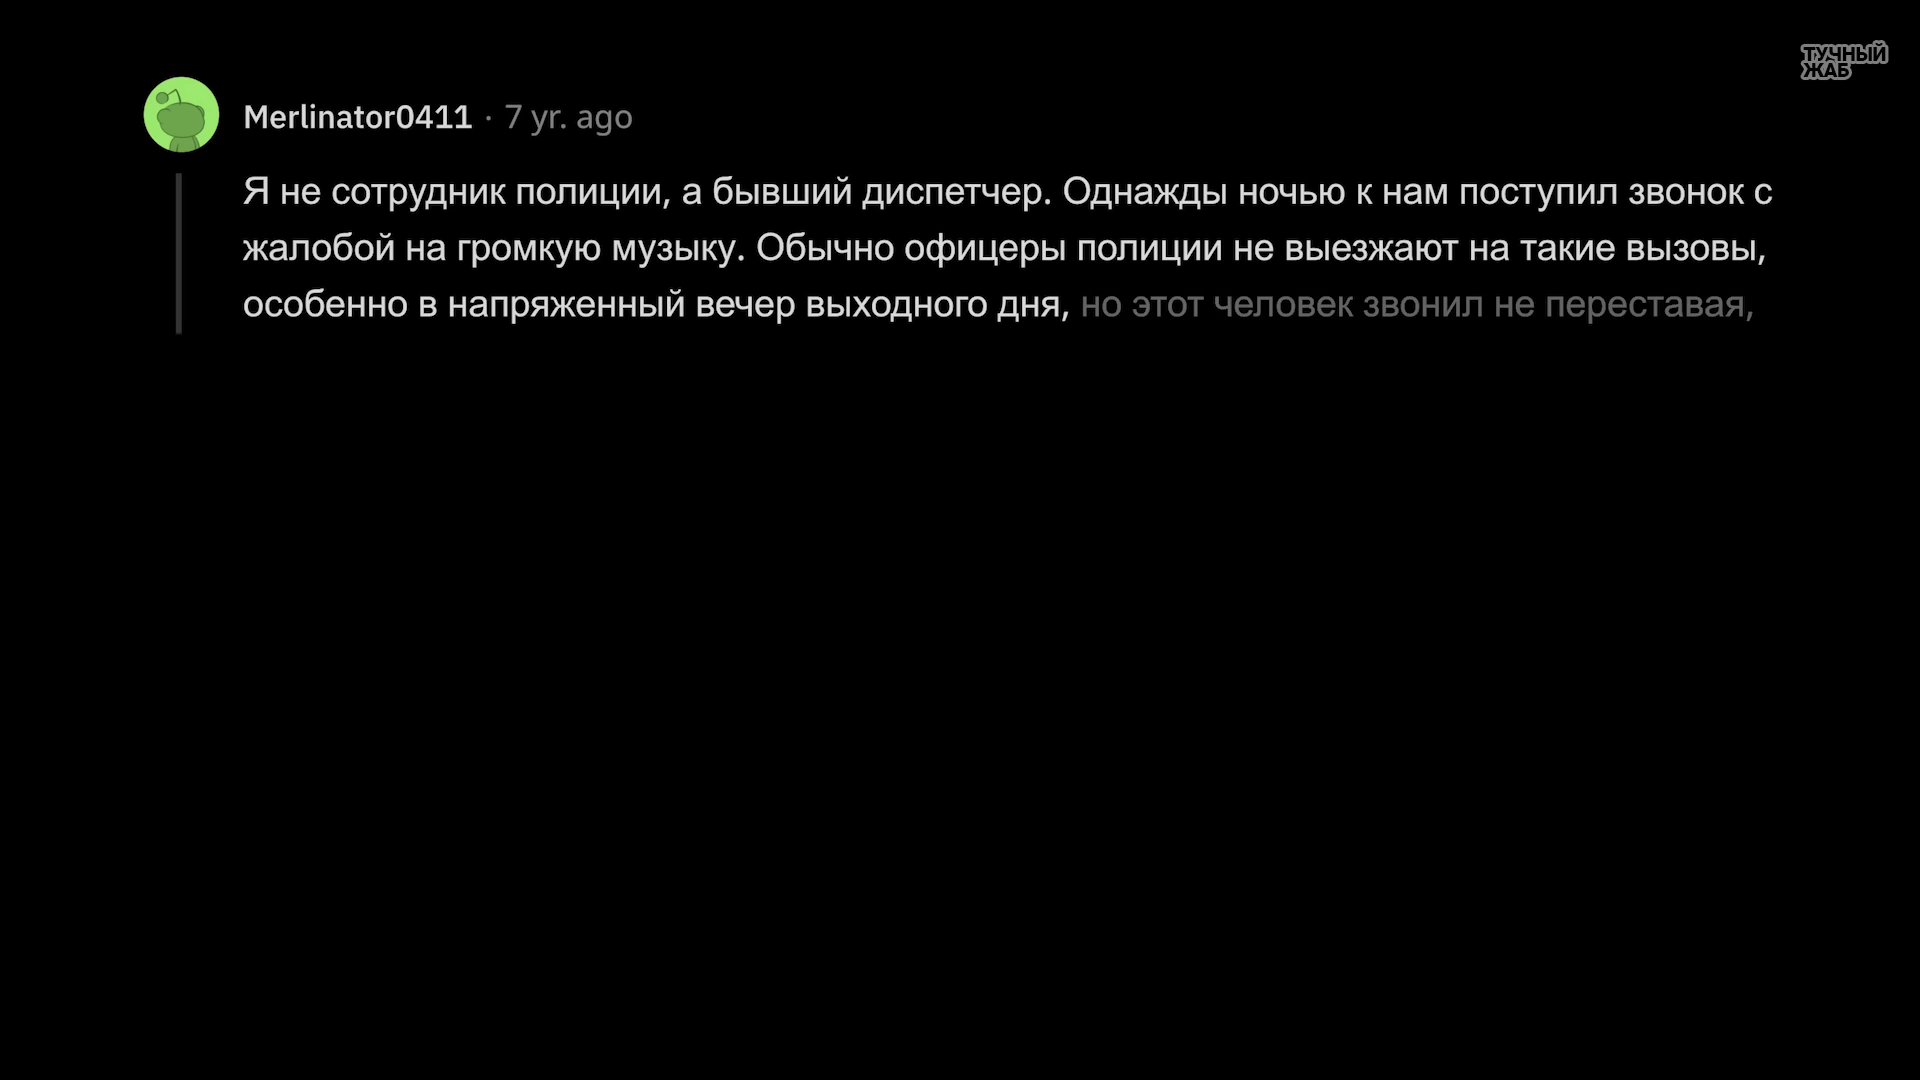 ТУЧНЫЙ
ЖАБ
Merlinator0411 · 7 yr. ago
Я не сотрудник полиции, а бывший диспетчер. Однажды ночью к нам поступил звонок с
жалобой на громкую музыку. Обычно офицеры полиции не выезжают на такие вызовы,
особенно в напряженный вечер выходного дня, но этот человек звонил не переставая,